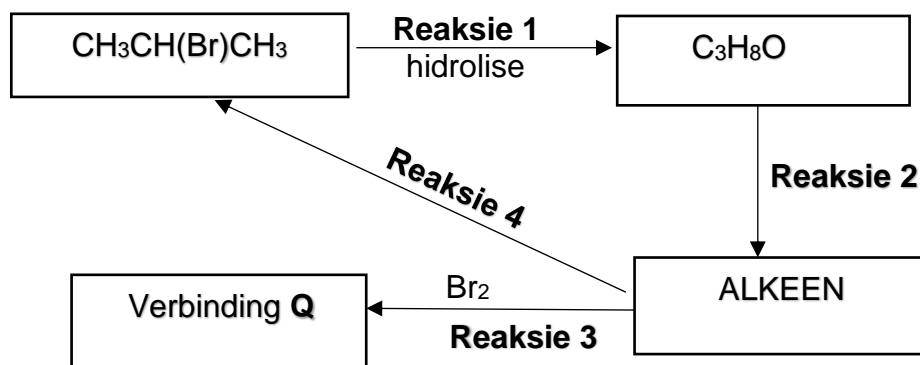 CH₃CH(Br)CH₃
Reaksie 1
hidrolise
C₃H₈O
Reaksie 2
Reaksie 4
ALKEEN
Br₂
Reaksie 3
Verbinding Q